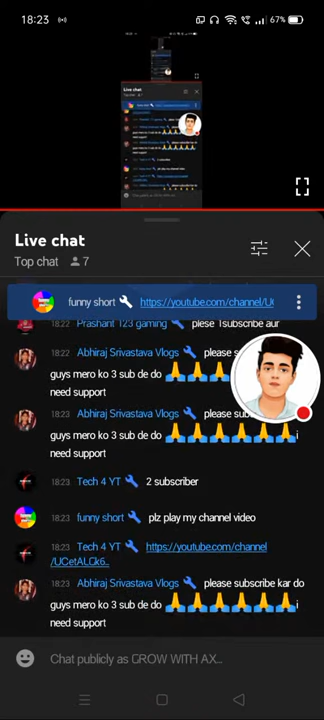 18:23
67%
Live chat
Top chat 7
funny short https://youtube.com/channel/U
18:22 Prashant 123 gaming plese 1subscribe aur
18:22 Abhiraj Srivastava Vlogs please
guys mero ko 3 sub de do 🙏🙏🙏
need support
18:23 Abhiraj Srivastava Vlogs please sub
guys mero ko 3 sub de do 🙏🙏🙏🙏🙏🙏i
need support
18:23 Tech 4 YT 2 subscriber
18:23 funny short plz play my channel video
18:23 Tech 4 YT https://youtube.com/channel
/UCetALGk6..
18:23 Abhiraj Srivastava Vlogs please subscribe kar do
guys mero ko 3 sub de do 🙏🙏🙏🙏🙏🙏i
need support
Chat publicly as GROW WITH AX...